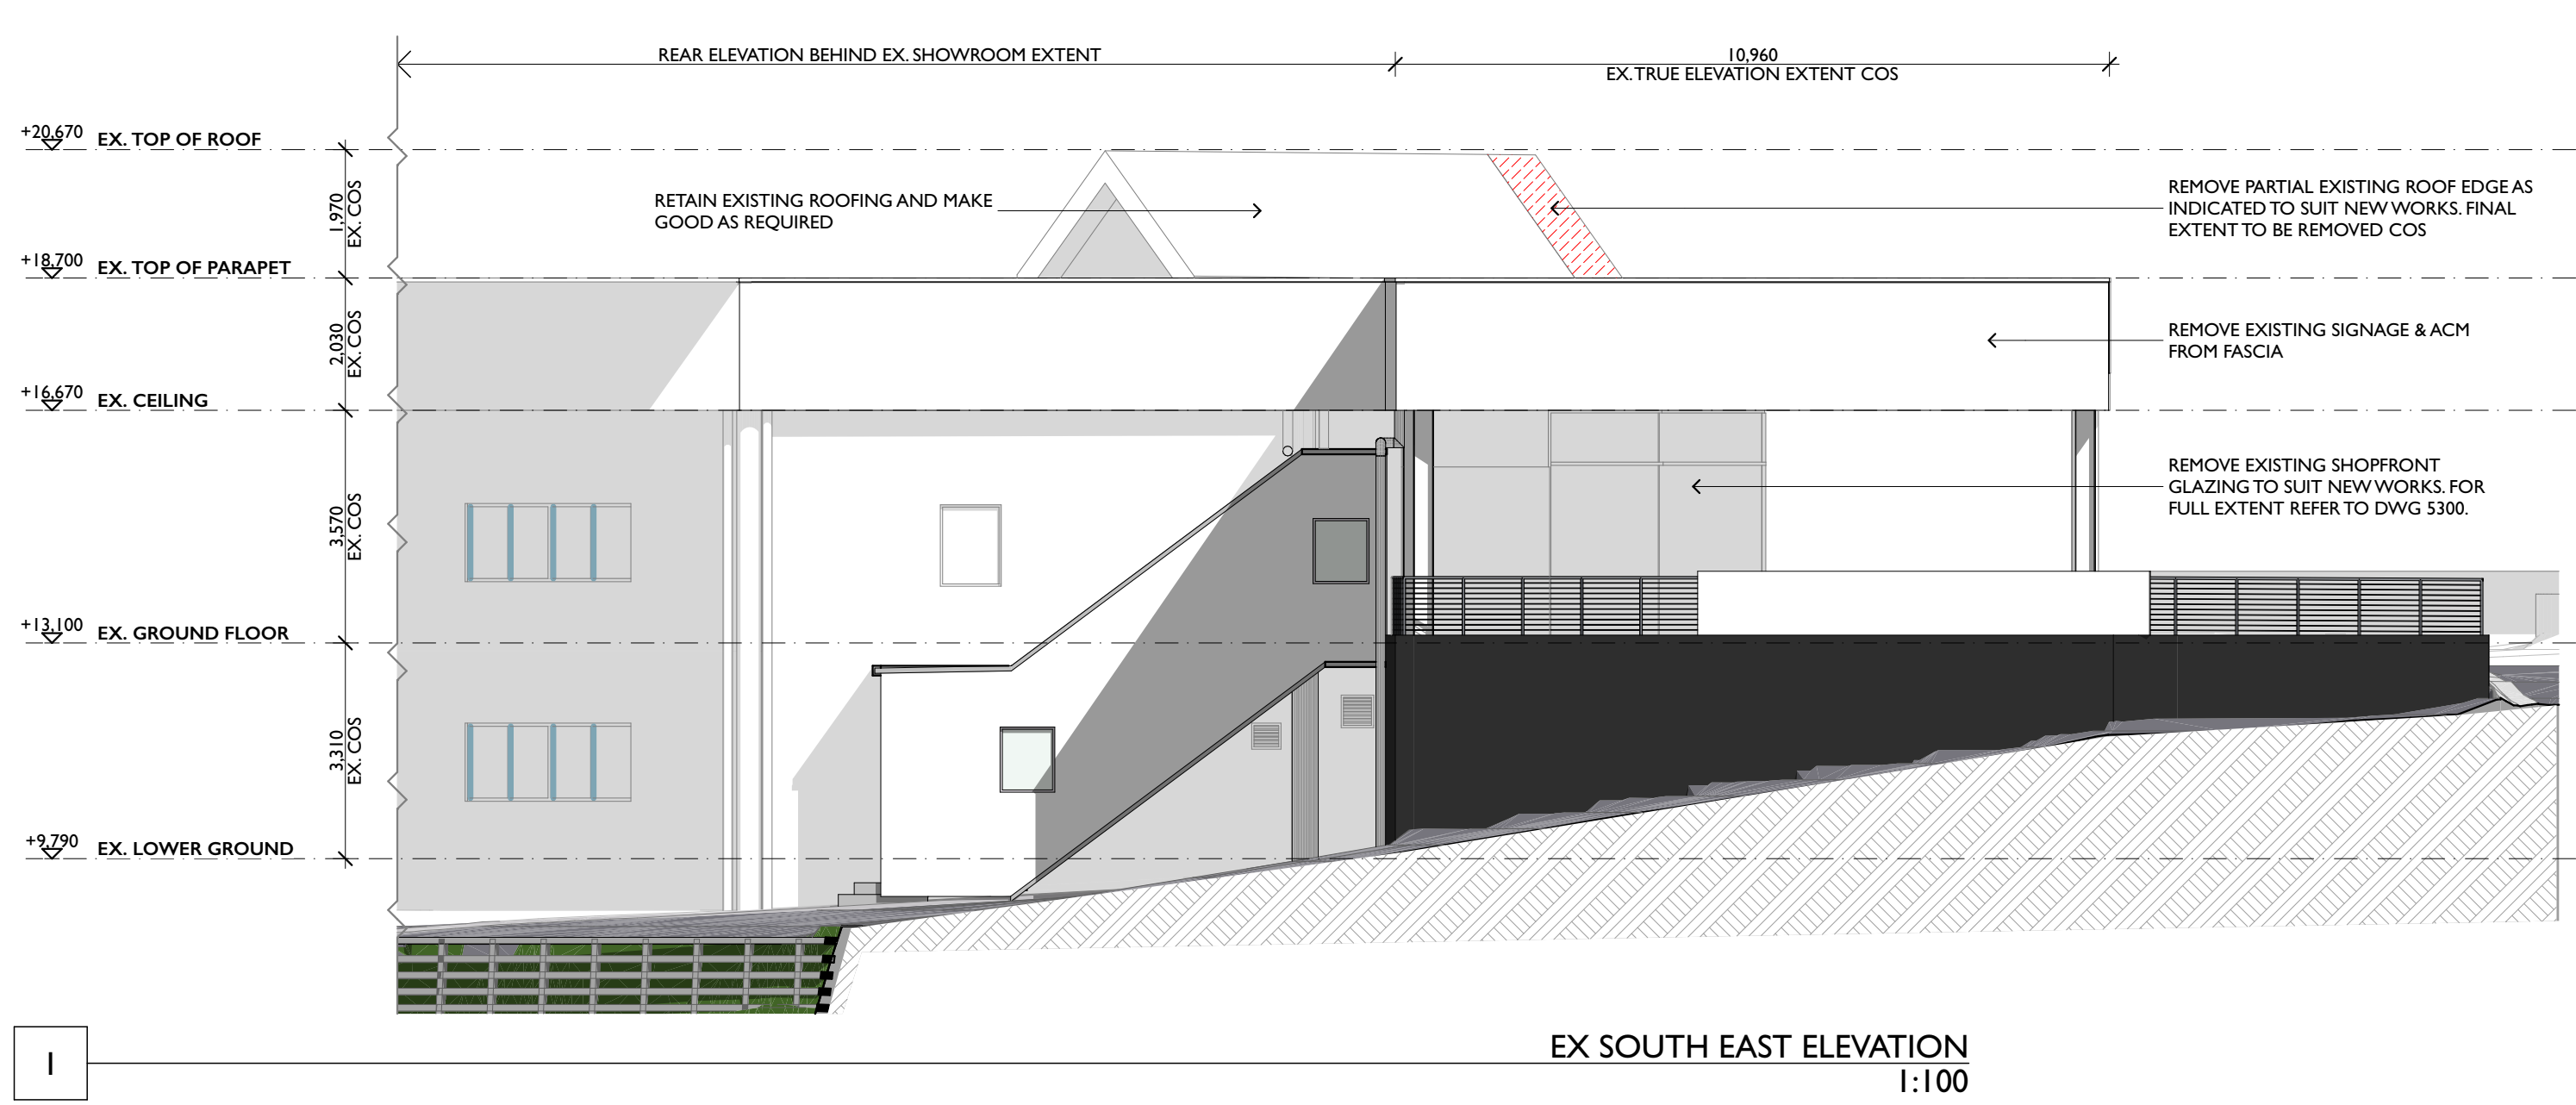 REAR ELEVATION BEHIND EX. SHOWROOM EXTENT
10,960
EX. TRUE ELEVATION EXTENT COS
+20,670 EX. TOP OF ROOF
1,970
EX. COS
RETAIN EXISTING ROOFING AND MAKE
GOOD AS REQUIRED
REMOVE PARTIAL EXISTING ROOF EDGE AS
INDICATED TO SUIT NEW WORKS. FINAL
EXTENT TO BE REMOVED COS
+18,700 EX. TOP OF PARAPET
2,030
EX. COS
REMOVE EXISTING SIGNAGE & ACM
FROM FASCIA
+16,670 EX. CEILING
3,570
EX. COS
REMOVE EXISTING SHOPFRONT
GLAZING TO SUIT NEW WORKS. FOR
FULL EXTENT REFER TO DWG 5300.
+13,100 EX. GROUND FLOOR
3,310
EX. COS
+9,790 EX. LOWER GROUND
1
EX SOUTH EAST ELEVATION
1:100